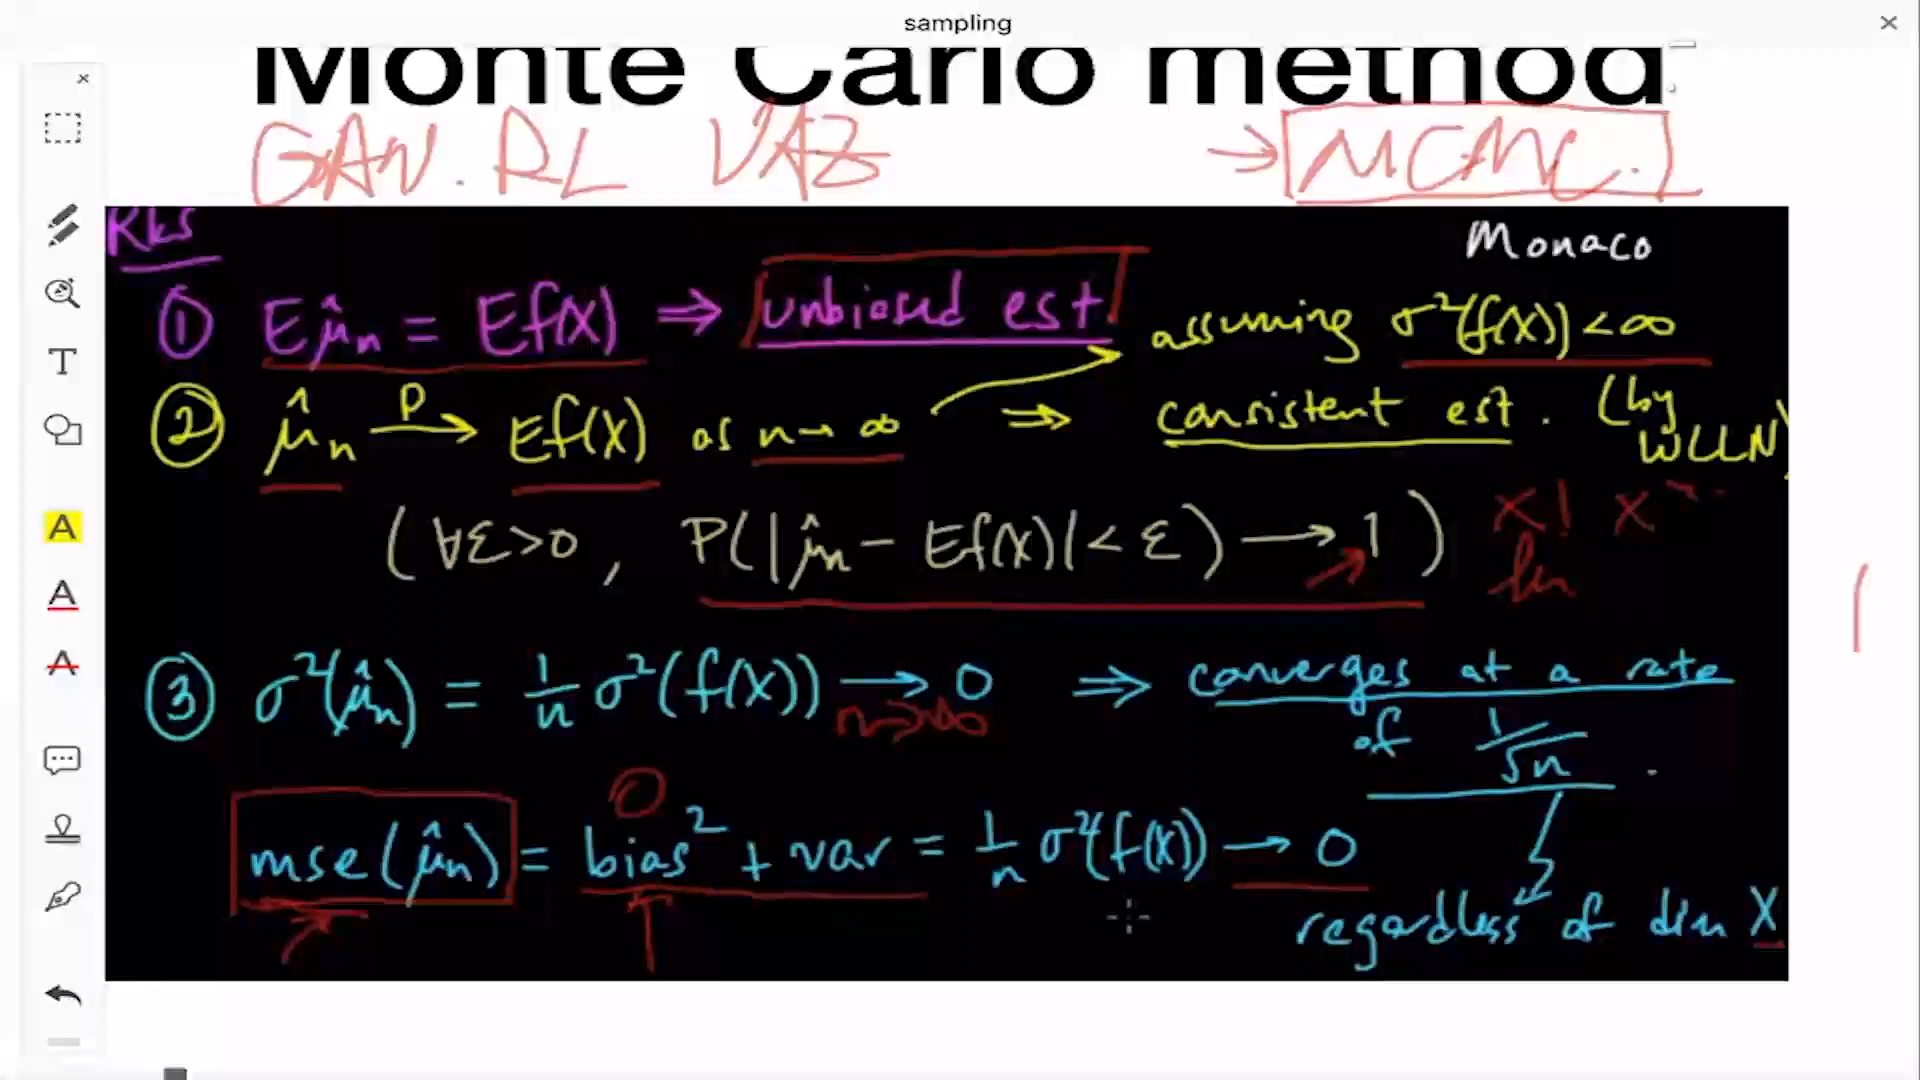 sampling
Monte Carlo method
GAN. RL VAE → MCMC.
Rks
Monaco
① Eμ̂n = Ef(X) ⇒ unbiased est.
assuming σ²(f(X)) < ∞
② μ̂n →P Ef(X) as n→∞ ⇒ consistent est. (by WLLN)
(∀ε>0, P(|μ̂n − Ef(X)| < ε) → 1)
③ σ²(μ̂n) = 1/n σ²(f(X)) → 0 ⇒ converges at a rate
n→∞
of 1/√n.
0
mse(μ̂n) = bias² + var = 1/n σ²(f(X)) → 0
regardless of dim X